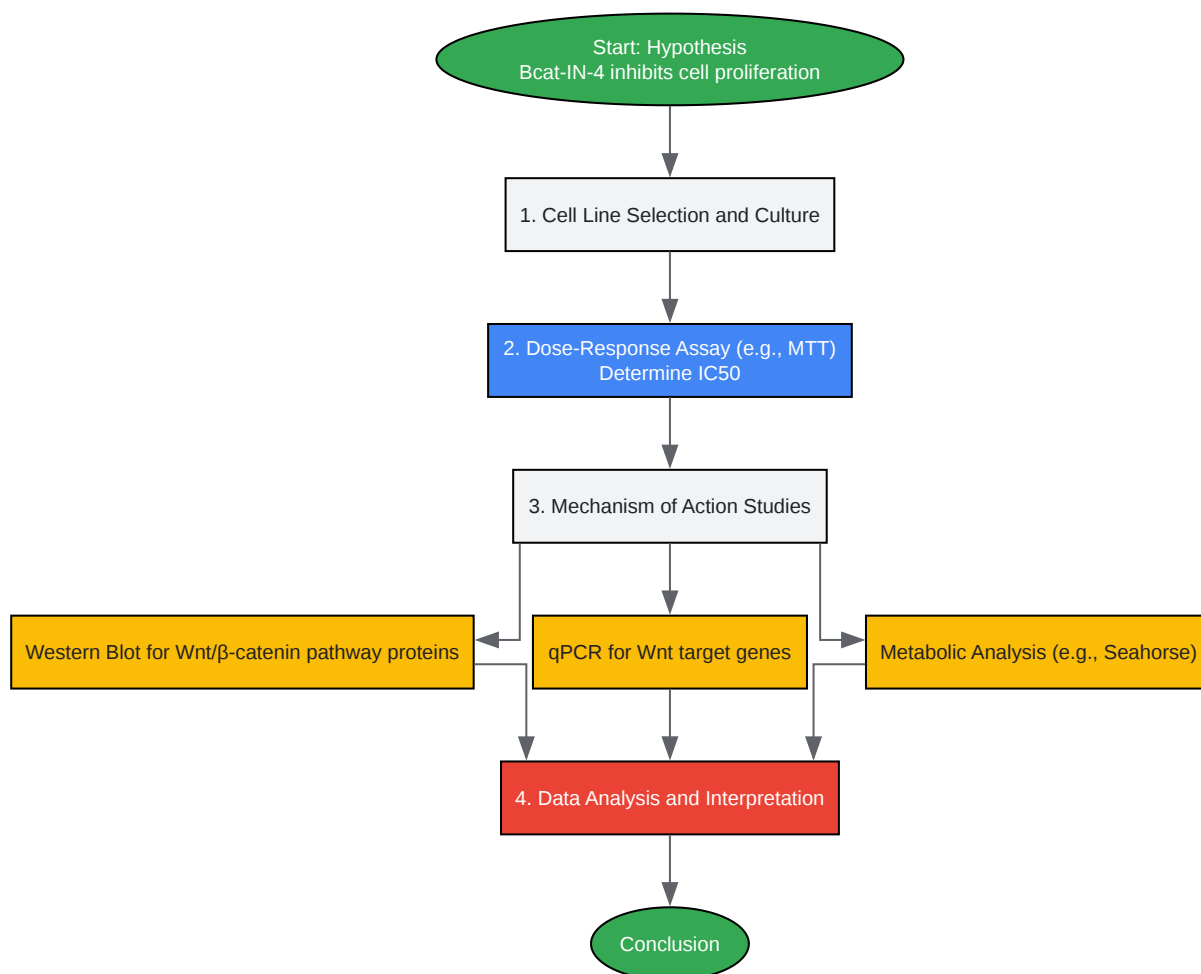 Start: Hypothesis
Bcat-IN-4 inhibits cell proliferation
1. Cell Line Selection and Culture
2. Dose-Response Assay (e.g., MTT)
Determine IC50
3. Mechanism of Action Studies
Western Blot for Wnt/β-catenin pathway proteins
qPCR for Wnt target genes
Metabolic Analysis (e.g., Seahorse)
4. Data Analysis and Interpretation
Conclusion